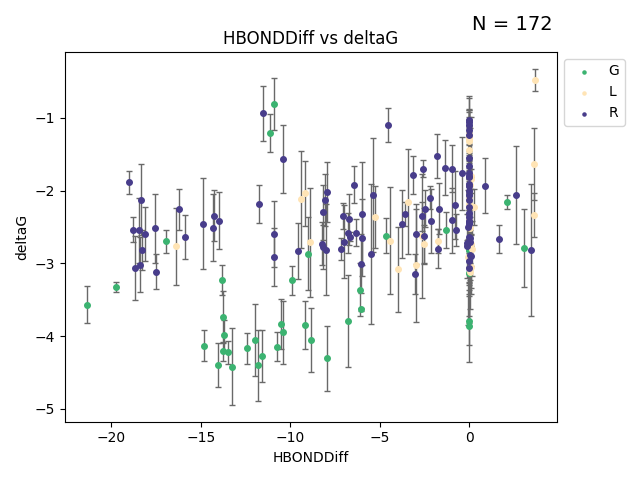 N = 172
HBONDDiff vs deltaG
G
L
R
deltaG
−1
−2
−3
−4
−5
−20
−15
−10
−5
0
HBONDDiff